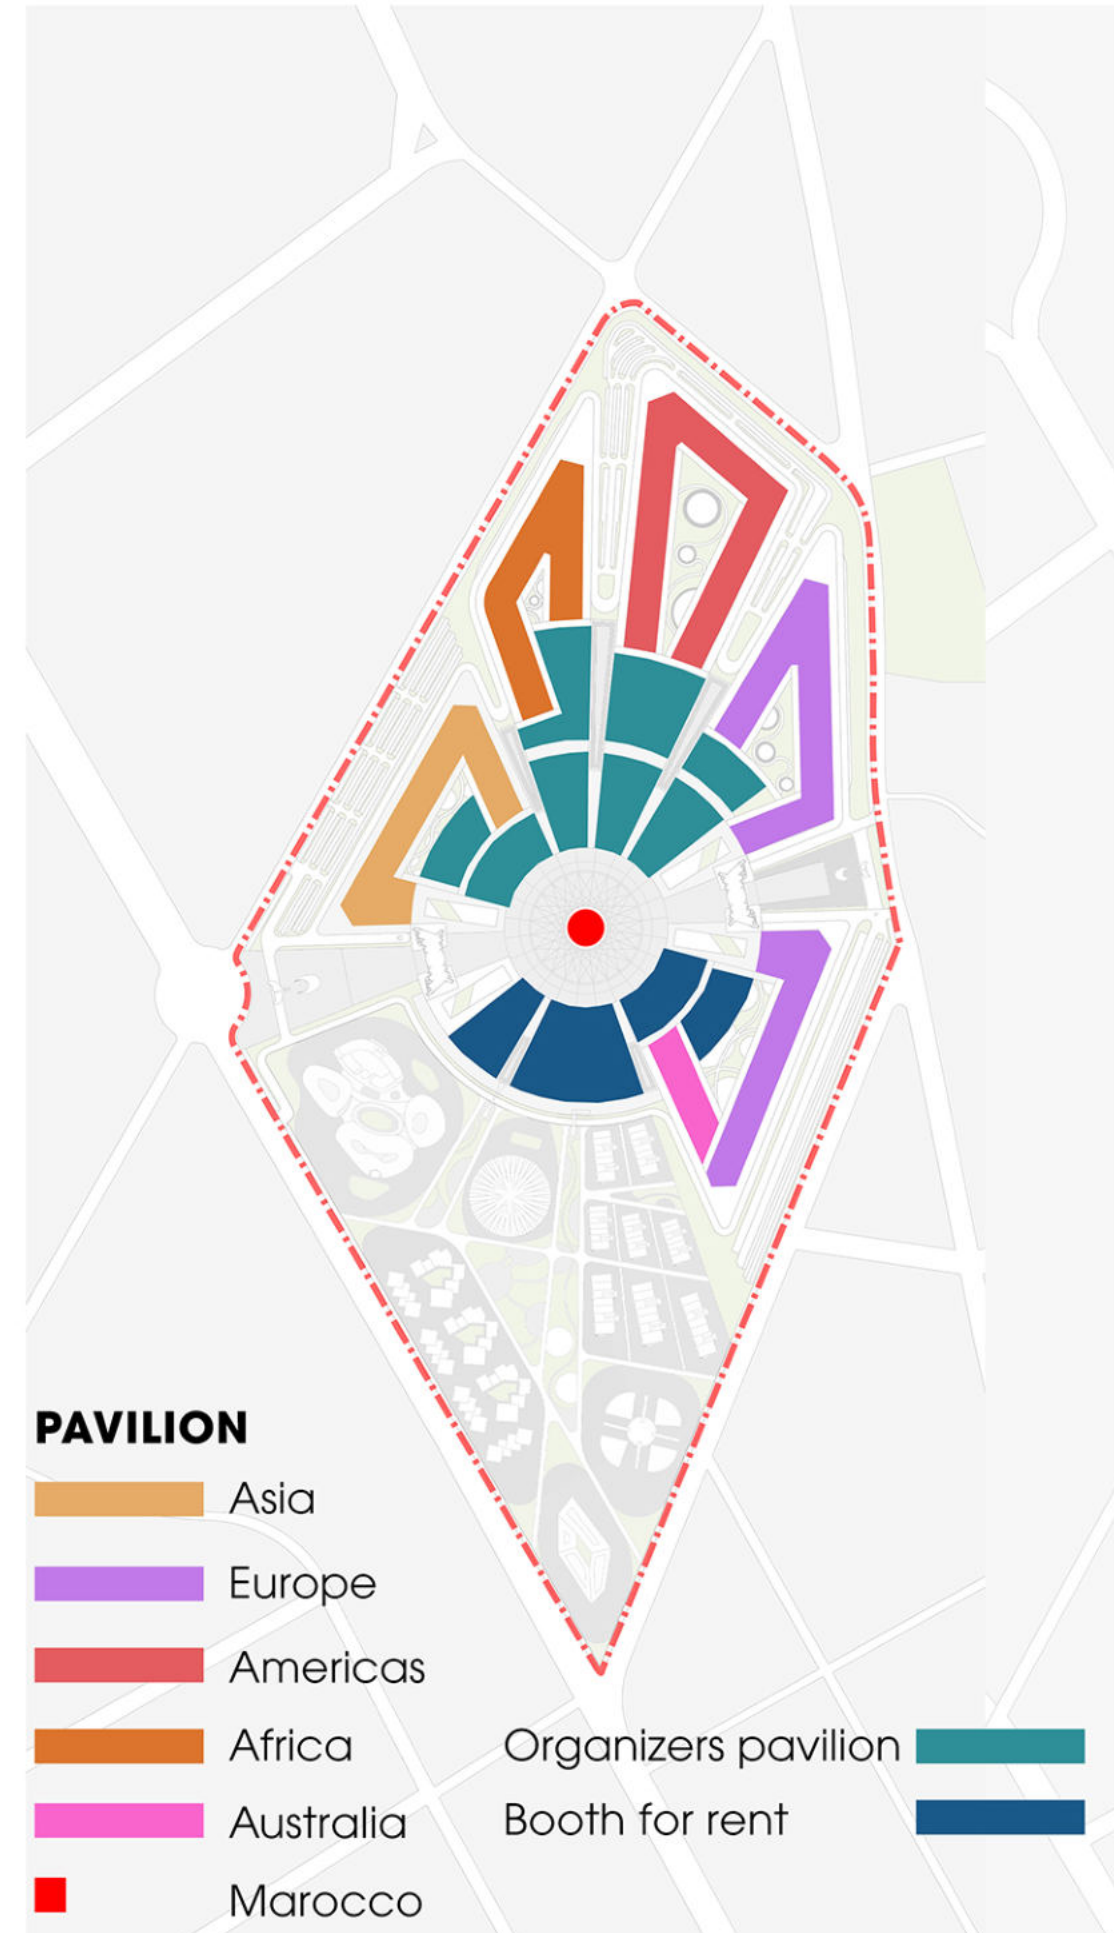 PAVILION
Asia
Europe
Americas
Africa
Organizers pavilion
Australia
Booth for rent
Marocco